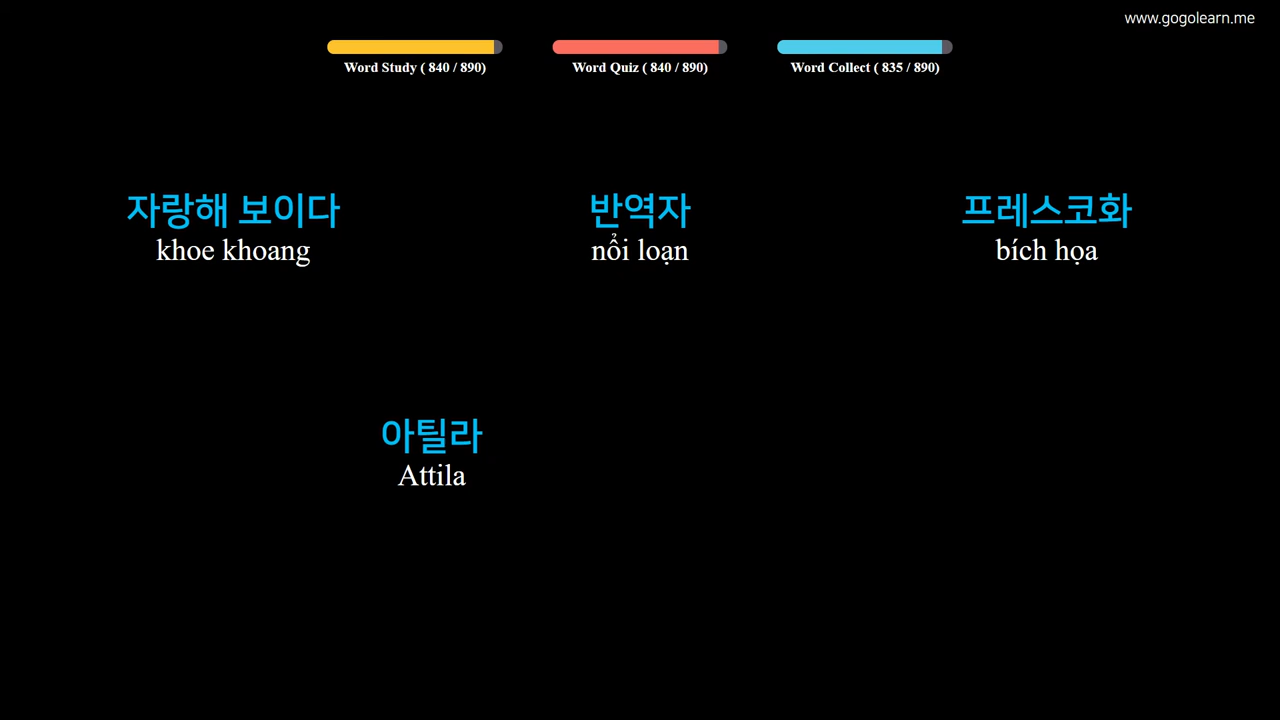 www.gogolearn.me
Word Study ( 840 / 890)
Word Quiz ( 840 / 890)
Word Collect ( 835 / 890)
자랑해 보이다
khoe khoang
반역자
nổi loạn
프레스코화
bích họa
아틸라
Attila